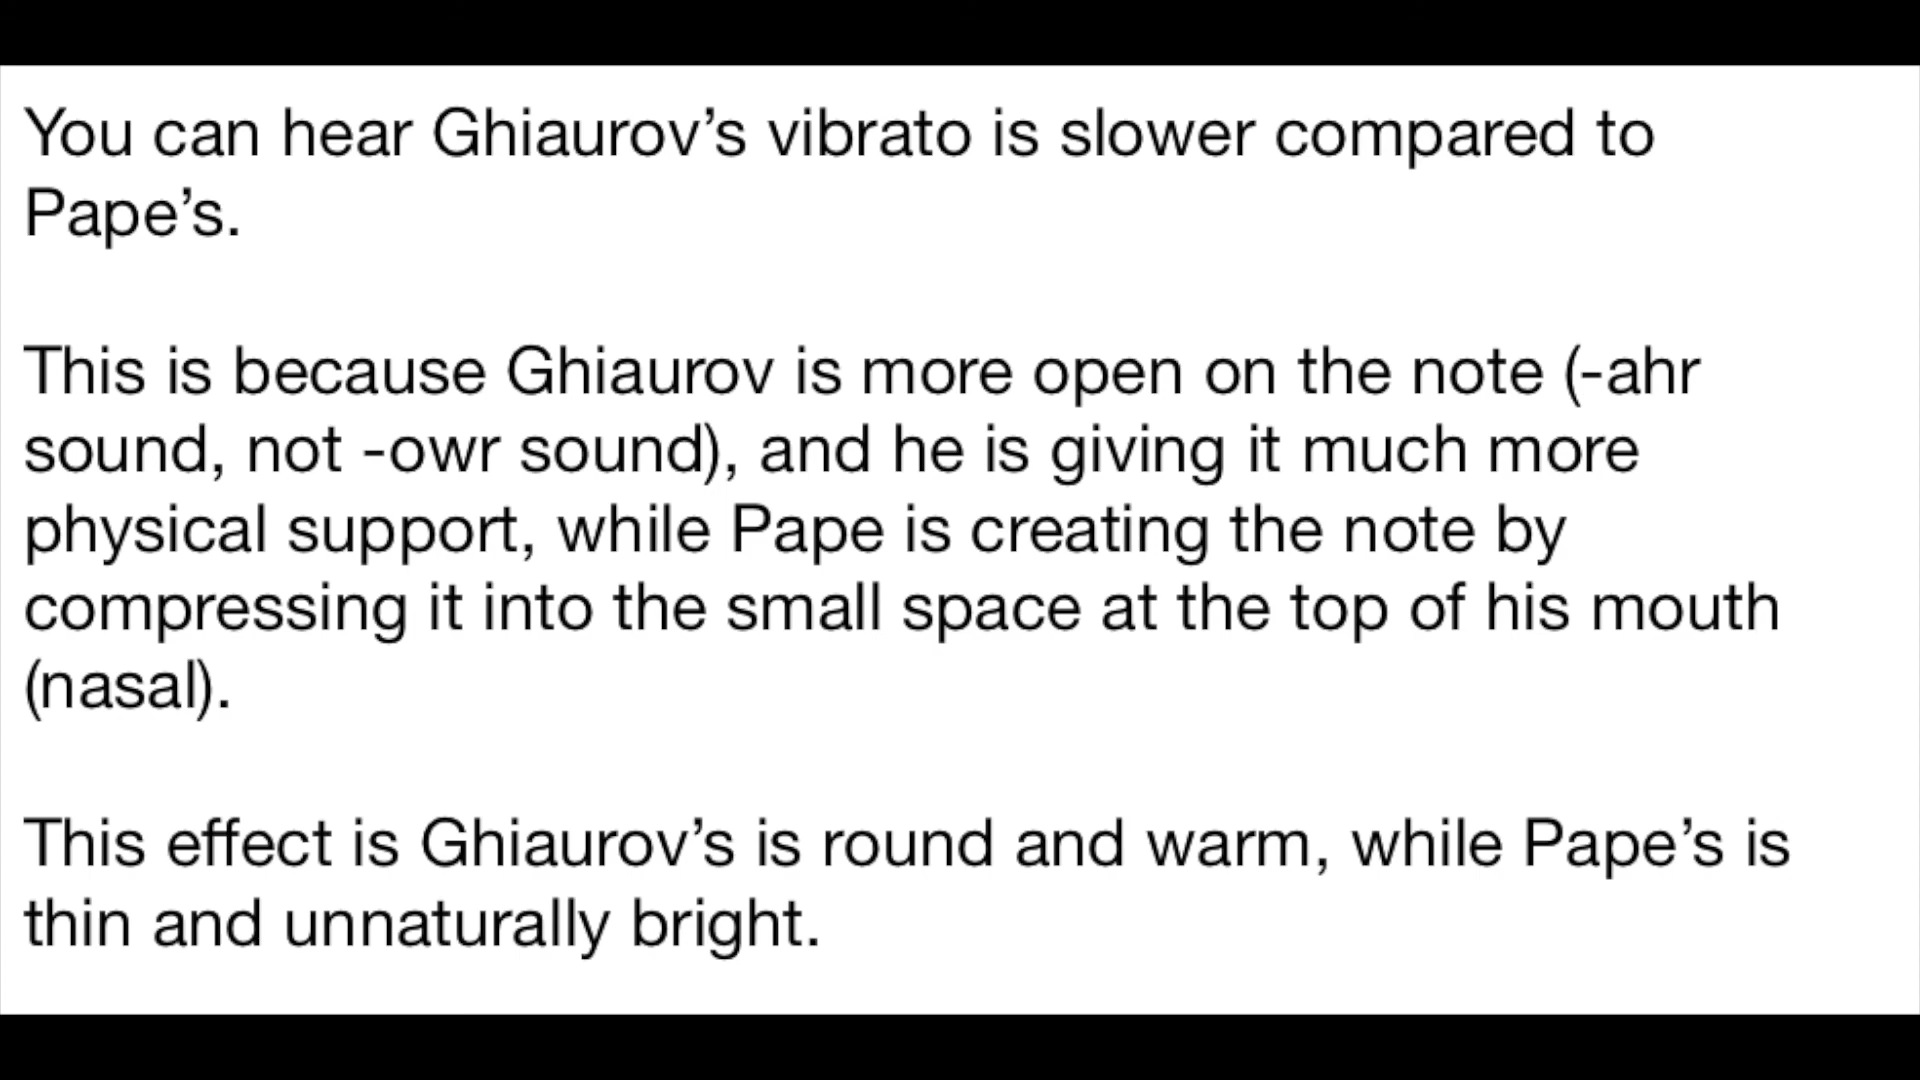 You can hear Ghiaurov’s vibrato is slower compared to
Pape’s.
This is because Ghiaurov is more open on the note (-ahr
sound, not -owr sound), and he is giving it much more
physical support, while Pape is creating the note by
compressing it into the small space at the top of his mouth
(nasal).
This effect is Ghiaurov’s is round and warm, while Pape’s is
thin and unnaturally bright.